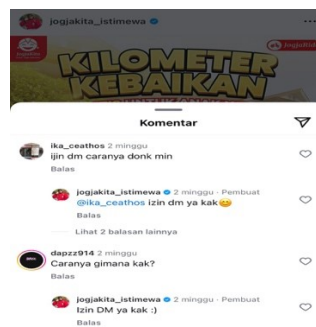 jogjakita_istimewa
JogjaKita
JogjaKids
KILOMETER
KEBAIKAN
Komentar
ika_ceathos 2 minggu
ijin dm caranya donk min
Balas
jogjakita_istimewa 2 minggu · Pembuat
@ika_ceathos izin dm ya kak😊
Balas
Lihat 2 balasan lainnya
dapzz914 2 minggu
Caranya gimana kak?
Balas
jogjakita_istimewa 2 minggu · Pembuat
Izin DM ya kak :)
Balas